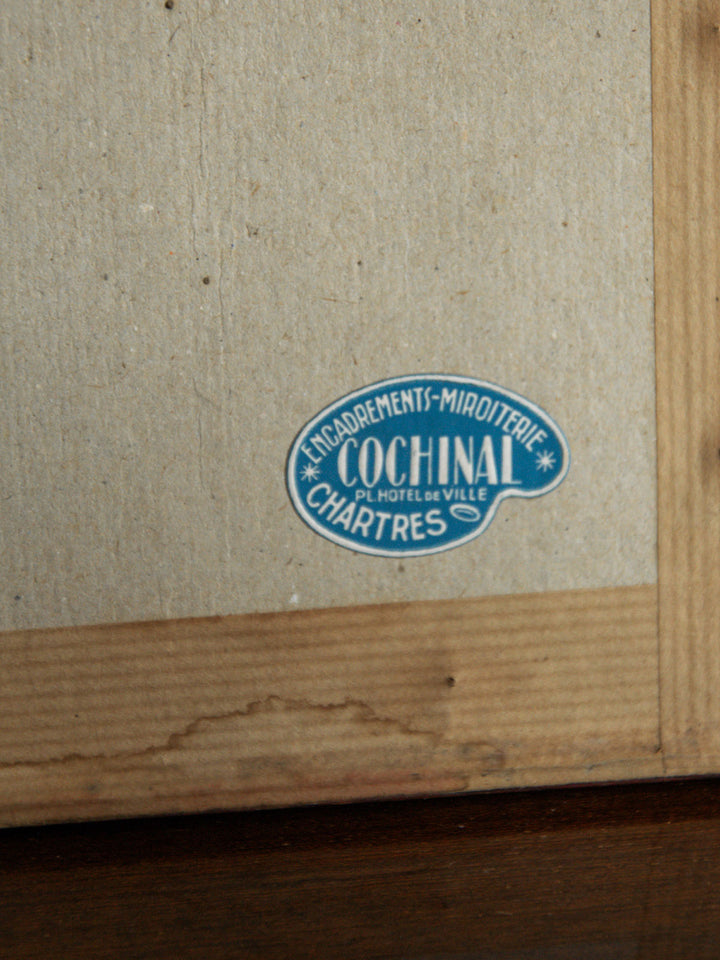 ENCADREMENTS-MIROITERIE
COCHINAL
PL.HOTEL DE VILLE
CHARTRES